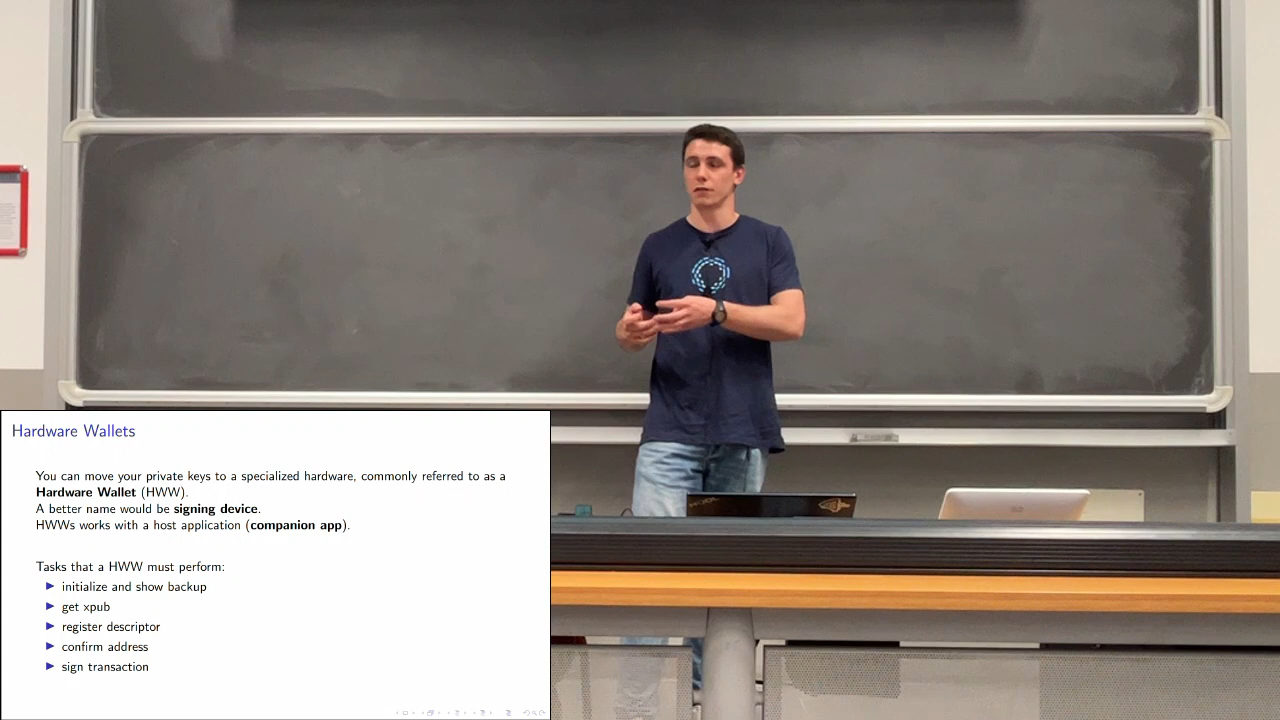 Hardware Wallets
You can move your private keys to a specialized hardware, commonly referred to as a
Hardware Wallet (HWW).
A better name would be signing device.
HWWs works with a host application (companion app).
Tasks that a HWW must perform:
▶ initialize and show backup
▶ get xpub
▶ register descriptor
▶ confirm address
▶ sign transaction